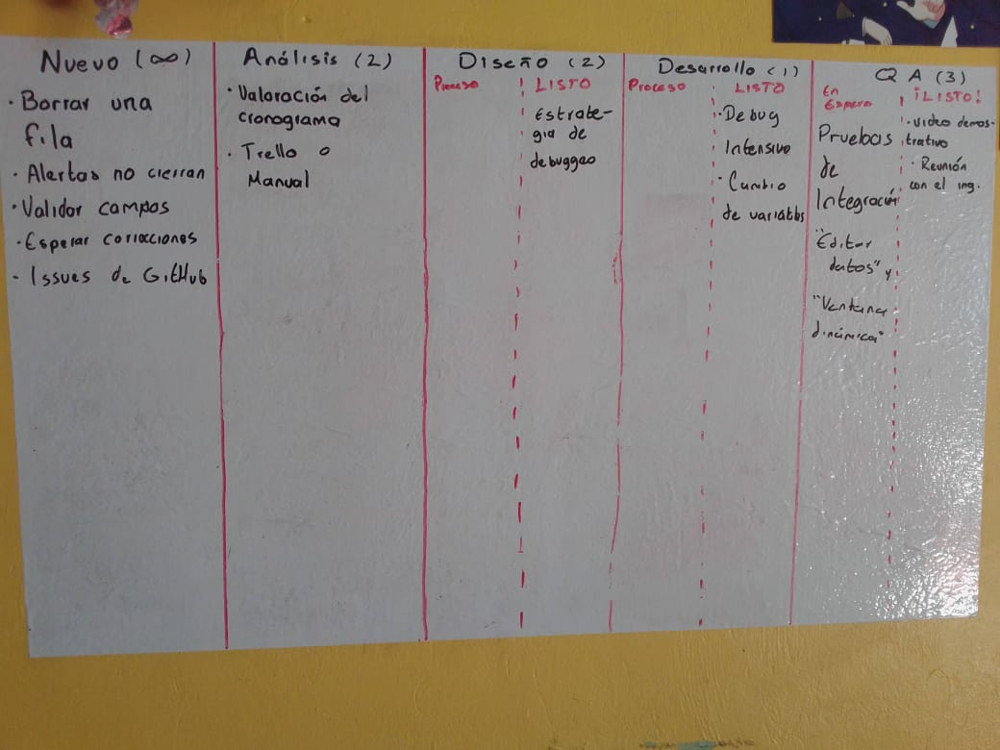 Nuevo (∞)
· Borrar una
fila
· Alertas no cierran
· Validar campos
· Esperar correcciones
· Issues de GitHub
Análisis (2)
· Valoración del
cronograma
· Trello o
Manual
Diseño (2)
Proceso
LISTO
Estrate-
gia de
debuggeo
Desarrollo (1)
Proceso
LISTO
· Debug
Intensivo
· Cambio
de variables
QA (3)
En
Espera
Pruebas
de
Integración
"Editar
datos" y
"Ventana
dinámica"
¡LISTO!
· video demos-
trativo
· Reunión
con el ing.